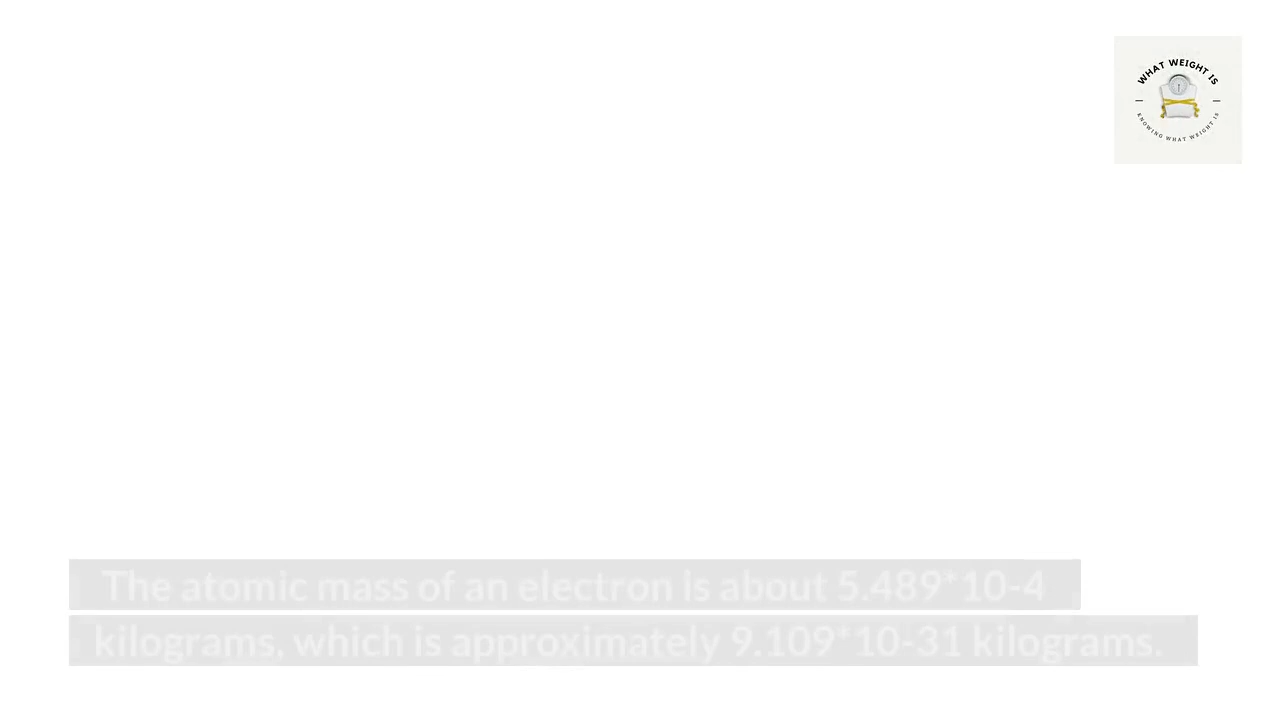 WHAT WEIGHT IS
KNOWING WHAT WEIGHT IS
The atomic mass of an electron is about 5.489*10-4
kilograms, which is approximately 9.109*10-31 kilograms.